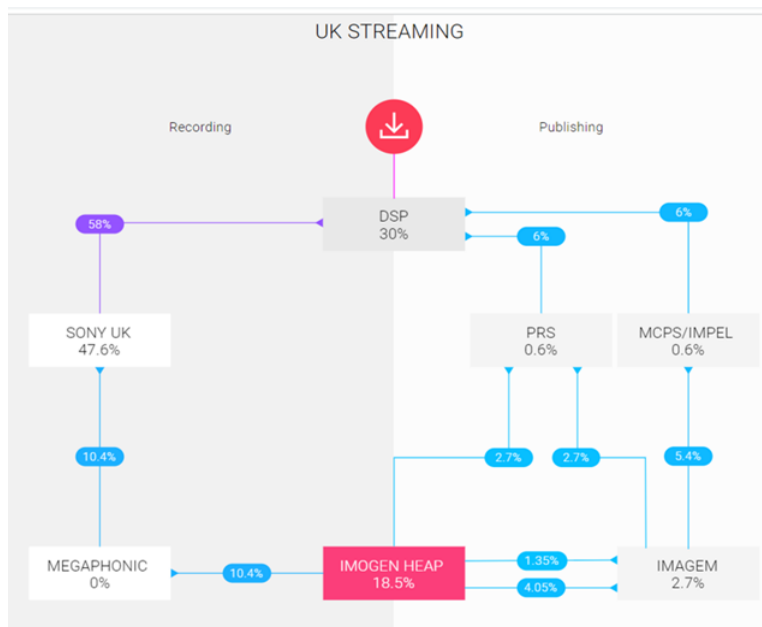 UK STREAMING
Recording
Publishing
DSP
30%
58%
6%
6%
SONY UK
47.6%
PRS
0.6%
MCPS/IMPEL
0.6%
10.4%
2.7%
2.7%
5.4%
MEGAPHONIC
0%
10.4%
IMOGEN HEAP
18.5%
1.35%
4.05%
IMAGEM
2.7%